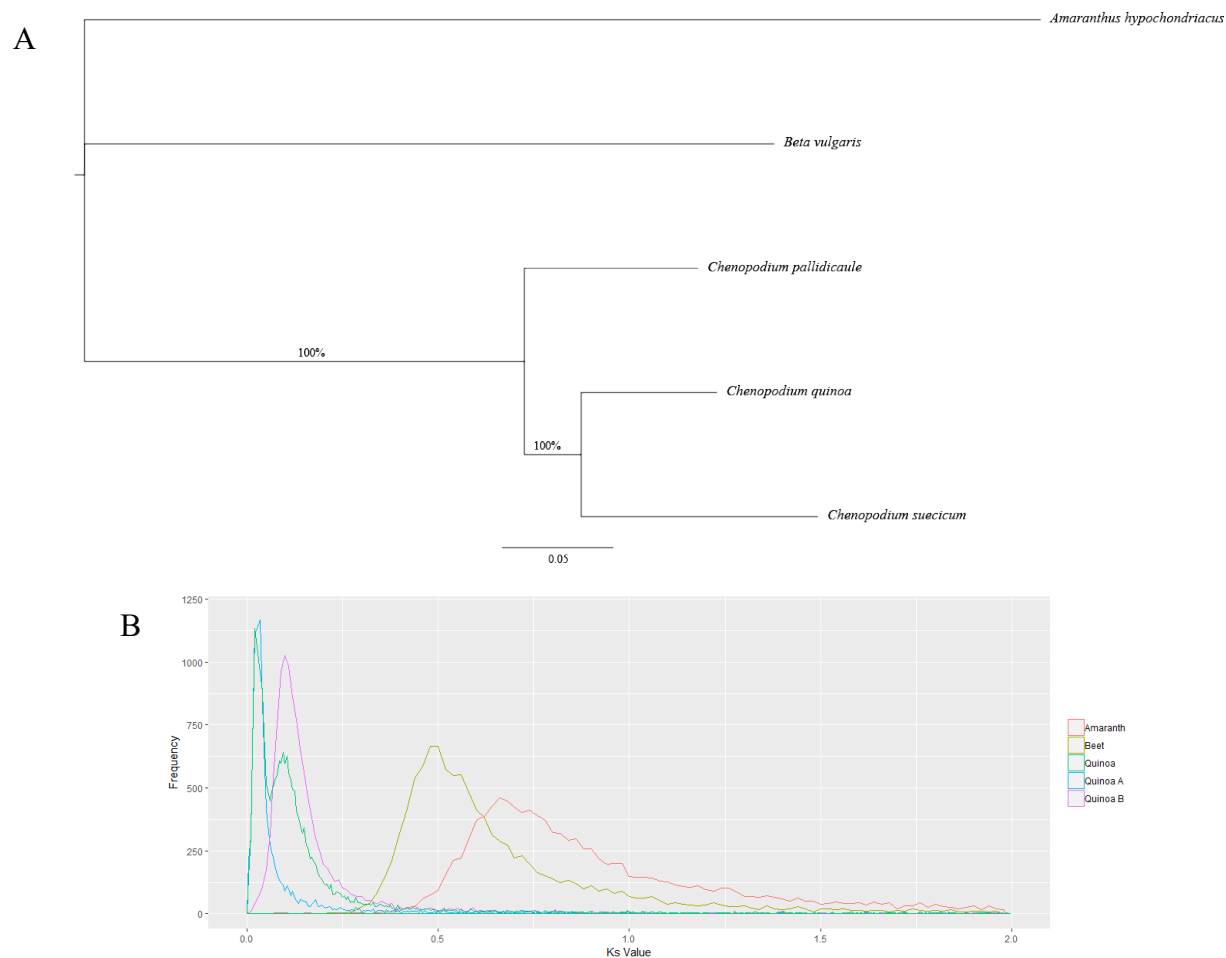 A
Amaranthus hypochondriacus
Beta vulgaris
Chenopodium pallidicaule
100%
Chenopodium quinoa
100%
Chenopodium suecicum
0.05
B
1250
1000
750
500
250
0
Frequency
0.0
0.5
1.0
1.5
2.0
Ks Value
Amaranth
Beet
Quinoa
Quinoa A
Quinoa B